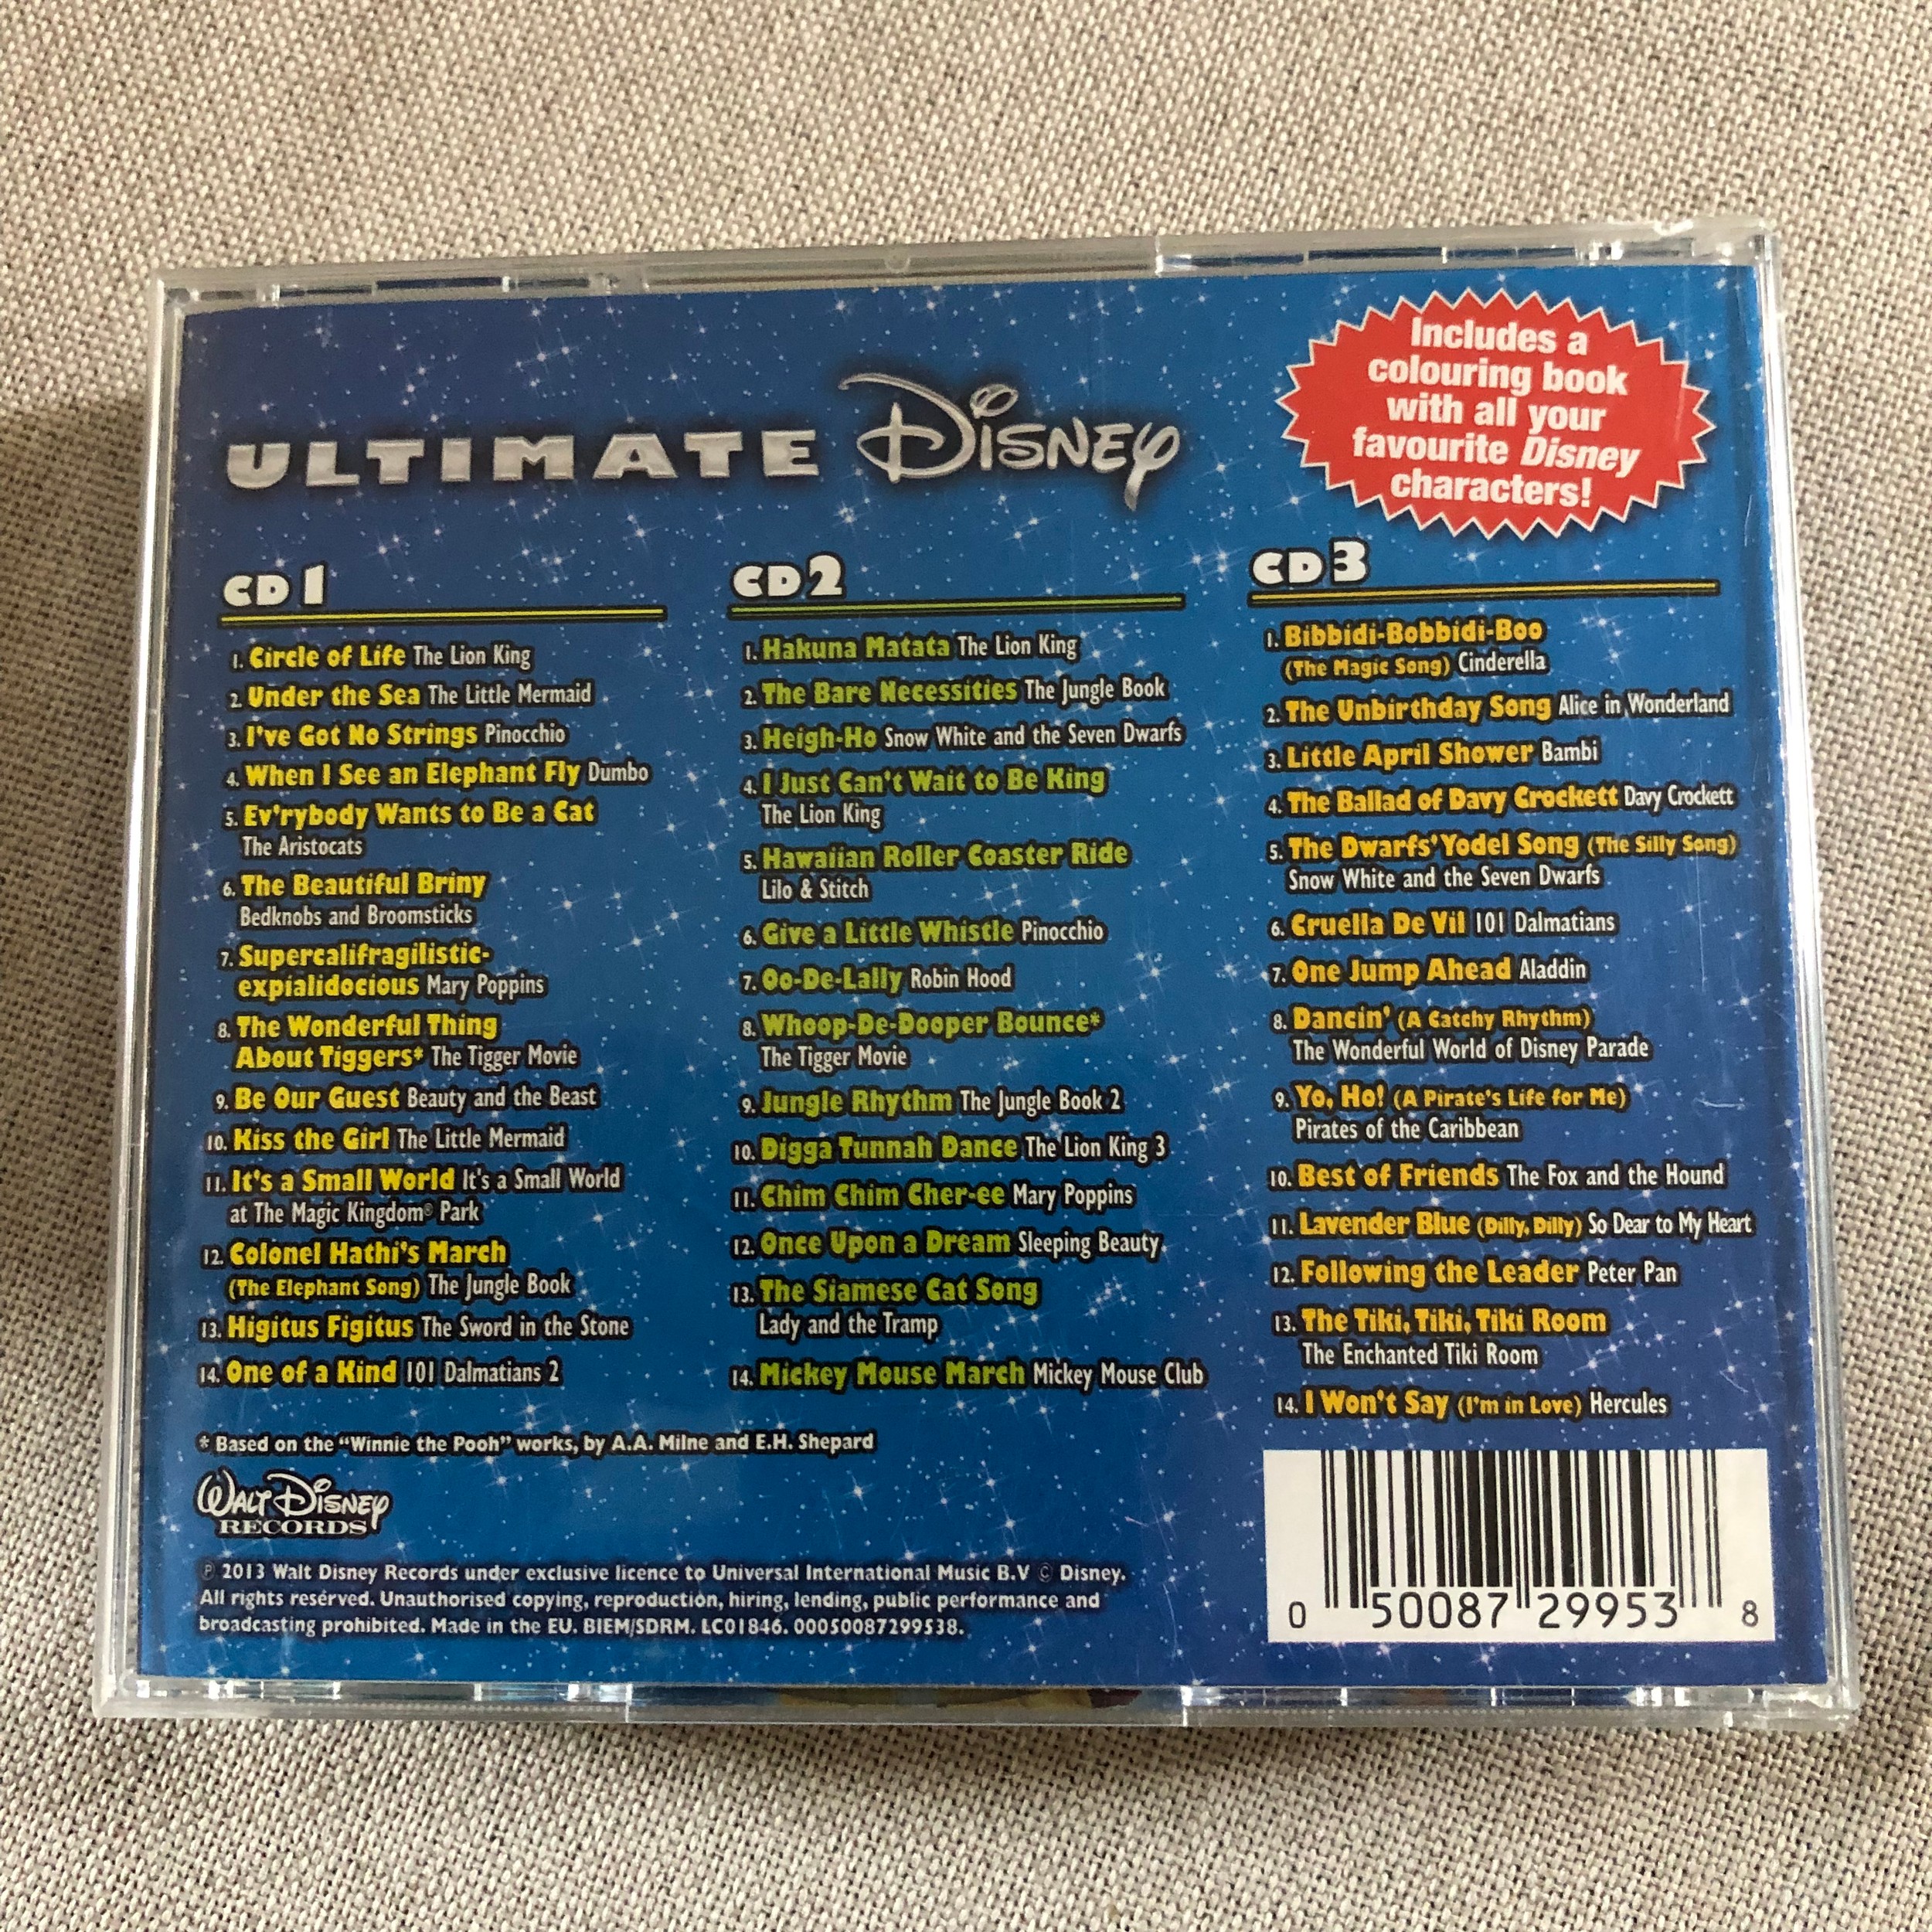 ULTIMATE Disney
Includes a
colouring book
with all your
favourite Disney
characters!
CD 1
1. Circle of Life The Lion King
2. Under the Sea The Little Mermaid
3. I've Got No Strings Pinocchio
4. When I See an Elephant Fly Dumbo
5. Ev'rybody Wants to Be a Cat
The Aristocats
6. The Beautiful Briny
Bedknobs and Broomsticks
7. Supercalifragilistic-
expialidocious Mary Poppins
8. The Wonderful Thing
About Tiggers* The Tigger Movie
9. Be Our Guest Beauty and the Beast
10. Kiss the Girl The Little Mermaid
11. It's a Small World It's a Small World
at The Magic Kingdom® Park
12. Colonel Hathi's March
(The Elephant Song) The Jungle Book
13. Higitus Figitus The Sword in the Stone
14. One of a Kind 101 Dalmatians 2
CD 2
1. Hakuna Matata The Lion King
2. The Bare Necessities The Jungle Book
3. Heigh-Ho Snow White and the Seven Dwarfs
4. I Just Can't Wait to Be King
The Lion King
5. Hawaiian Roller Coaster Ride
Lilo & Stitch
6. Give a Little Whistle Pinocchio
7. Oo-De-Lally Robin Hood
8. Whoop-De-Dooper Bounce*
The Tigger Movie
9. Jungle Rhythm The Jungle Book 2
10. Digga Tunnah Dance The Lion King 3
11. Chim Chim Cher-ee Mary Poppins
12. Once Upon a Dream Sleeping Beauty
13. The Siamese Cat Song
Lady and the Tramp
14. Mickey Mouse March Mickey Mouse Club
CD 3
1. Bibbidi-Bobbidi-Boo
(The Magic Song) Cinderella
2. The Unbirthday Song Alice in Wonderland
3. Little April Shower Bambi
4. The Ballad of Davy Crockett Davy Crockett
5. The Dwarfs' Yodel Song (The Silly Song)
Snow White and the Seven Dwarfs
6. Cruella De Vil 101 Dalmatians
7. One Jump Ahead Aladdin
8. Dancin' (A Catchy Rhythm)
The Wonderful World of Disney Parade
9. Yo, Ho! (A Pirate's Life for Me)
Pirates of the Caribbean
10. Best of Friends The Fox and the Hound
11. Lavender Blue (Dilly, Dilly) So Dear to My Heart
12. Following the Leader Peter Pan
13. The Tiki, Tiki, Tiki Room
The Enchanted Tiki Room
14. I Won't Say (I'm in Love) Hercules
* Based on the “Winnie the Pooh” works, by A.A. Milne and E.H. Shepard
WALT DISNEY
RECORDS
℗ 2013 Walt Disney Records under exclusive licence to Universal International Music B.V © Disney.
All rights reserved. Unauthorised copying, reproduction, hiring, lending, public performance and
broadcasting prohibited. Made in the EU. BIEM/SDRM. LC01846. 00050087299538.
0 50087 29953 8